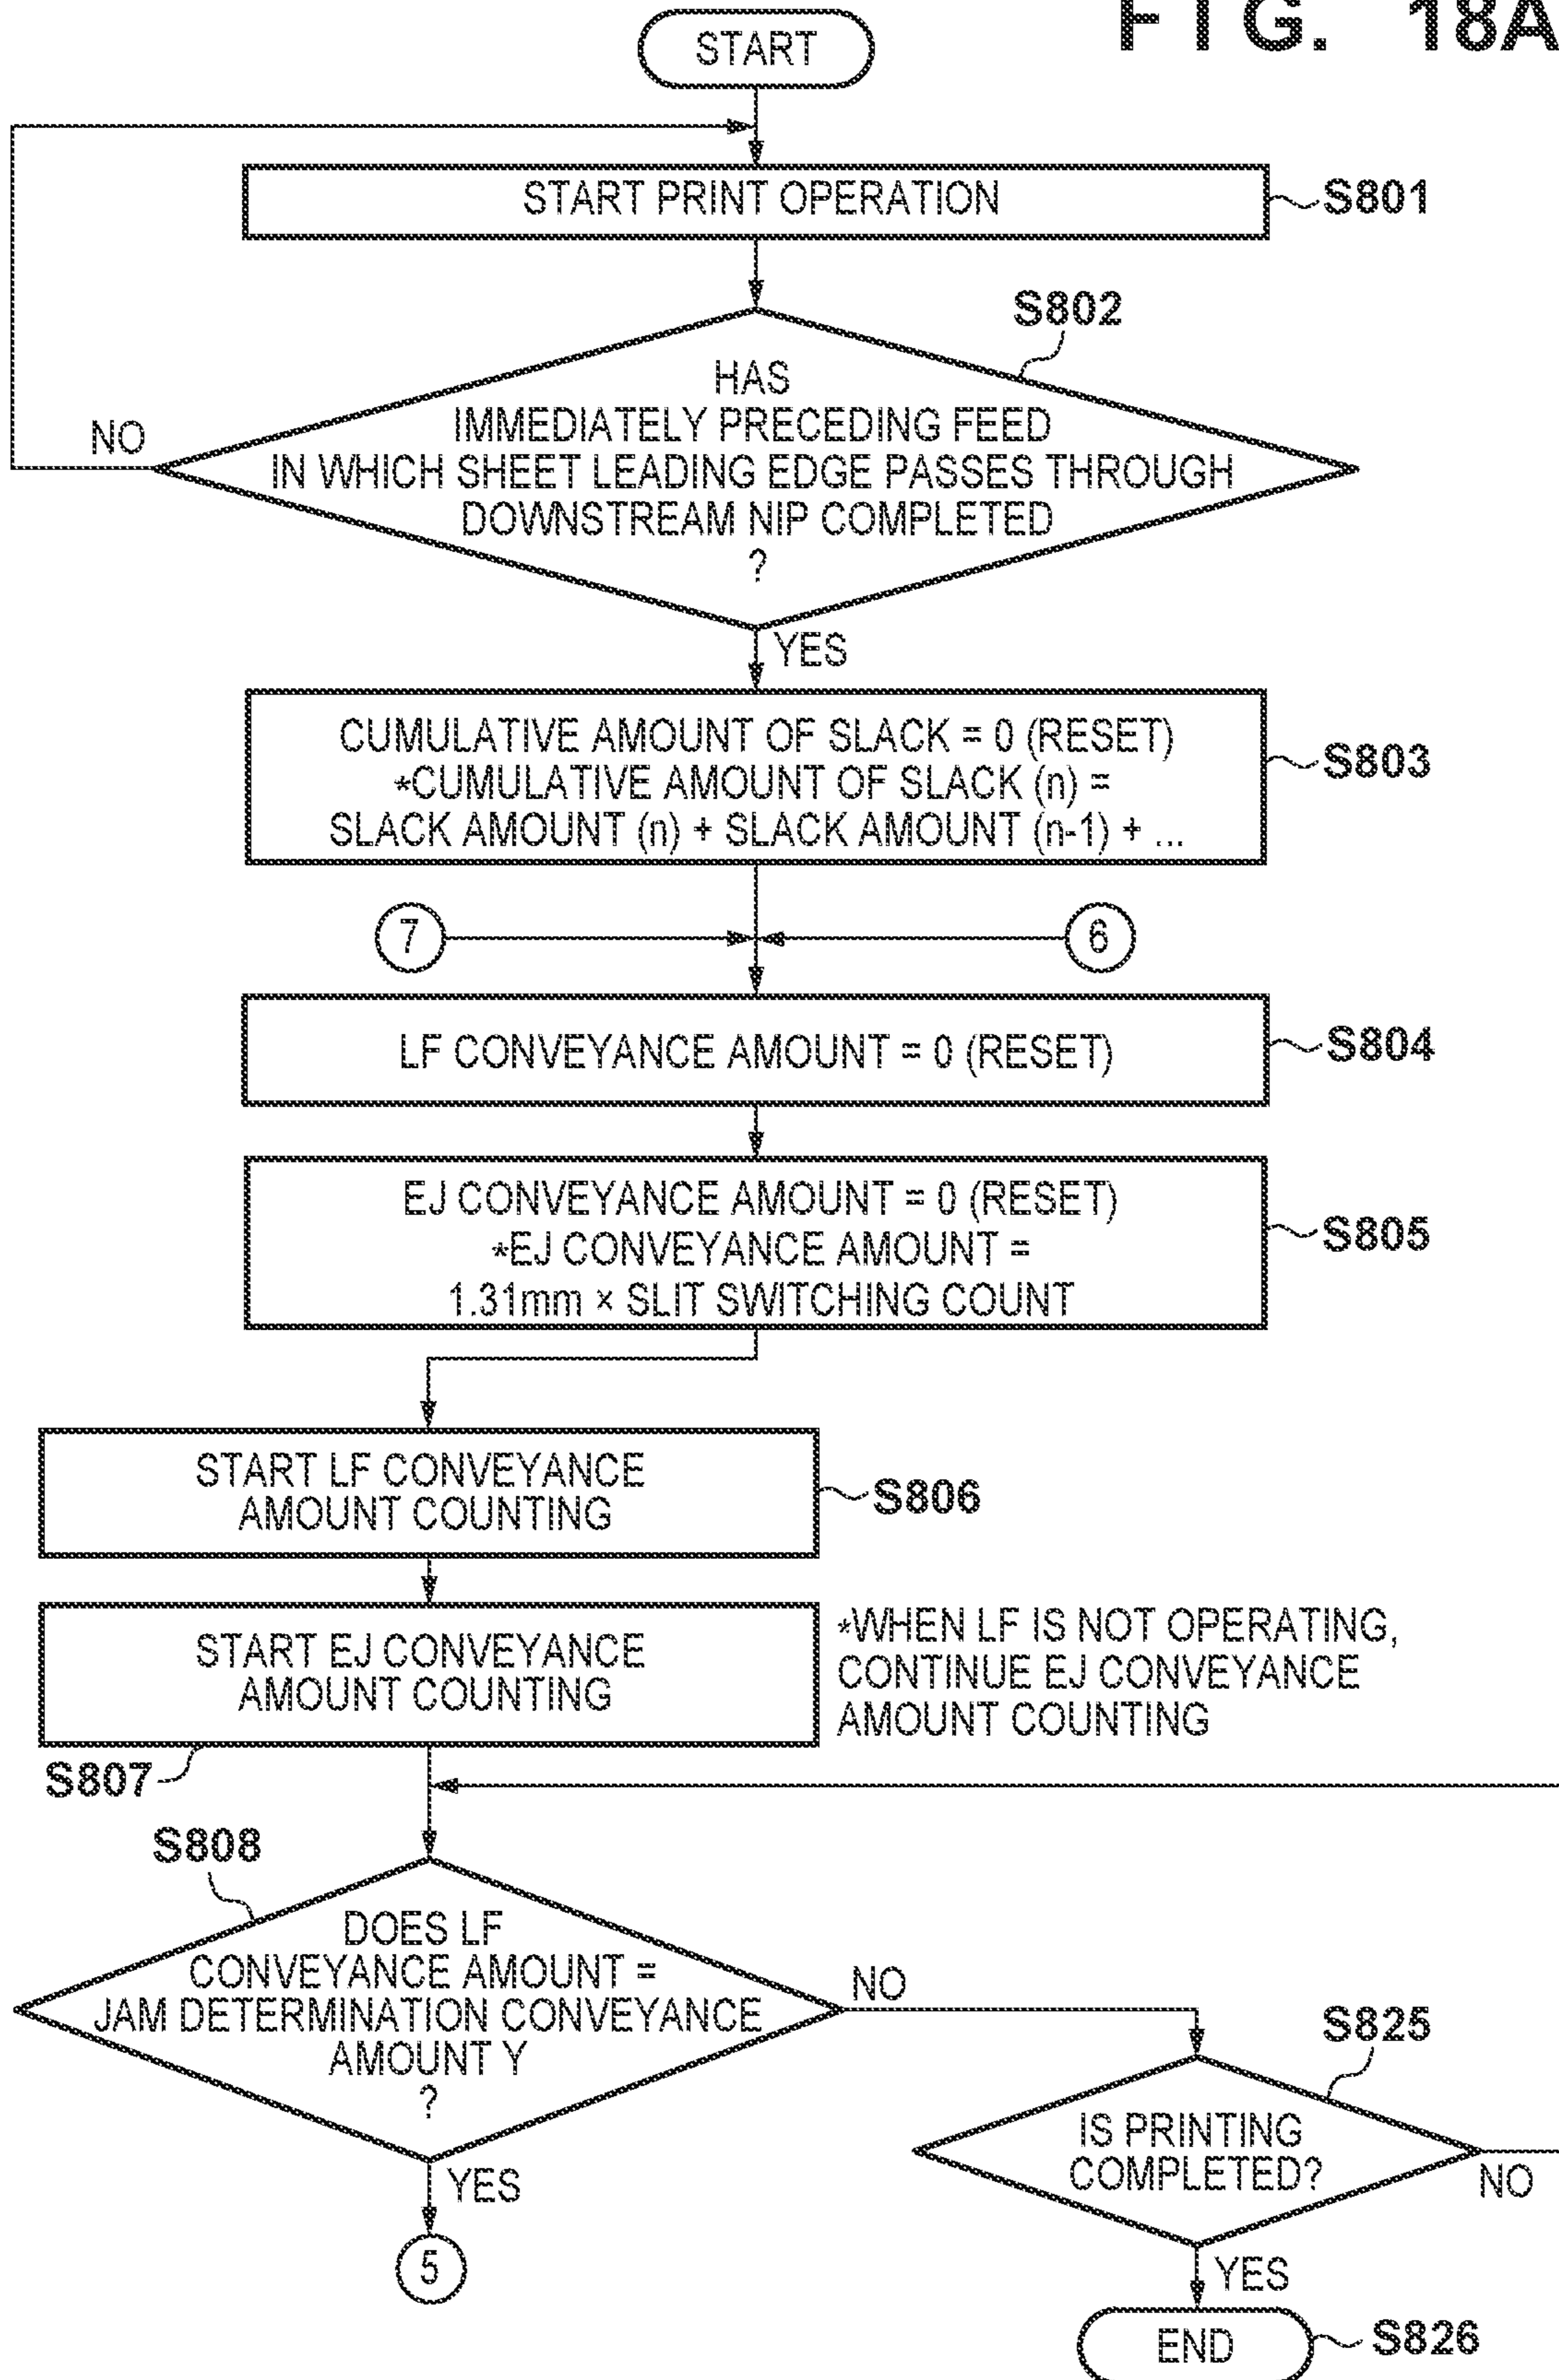 FIG. 18A
START
START PRINT OPERATION
S801
S802
HAS
IMMEDIATELY PRECEDING FEED
IN WHICH SHEET LEADING EDGE PASSES THROUGH
DOWNSTREAM NIP COMPLETED
?
NO
YES
CUMULATIVE AMOUNT OF SLACK = 0 (RESET)
*CUMULATIVE AMOUNT OF SLACK (n) =
SLACK AMOUNT (n) + SLACK AMOUNT (n-1) + ...
S803
7
6
LF CONVEYANCE AMOUNT = 0 (RESET)
S804
EJ CONVEYANCE AMOUNT = 0 (RESET)
*EJ CONVEYANCE AMOUNT =
1.31mm × SLIT SWITCHING COUNT
S805
START LF CONVEYANCE
AMOUNT COUNTING
S806
START EJ CONVEYANCE
AMOUNT COUNTING
S807
*WHEN LF IS NOT OPERATING,
CONTINUE EJ CONVEYANCE
AMOUNT COUNTING
S808
DOES LF
CONVEYANCE AMOUNT =
JAM DETERMINATION CONVEYANCE
AMOUNT Y
?
NO
YES
5
S825
IS PRINTING
COMPLETED?
NO
YES
END
S826